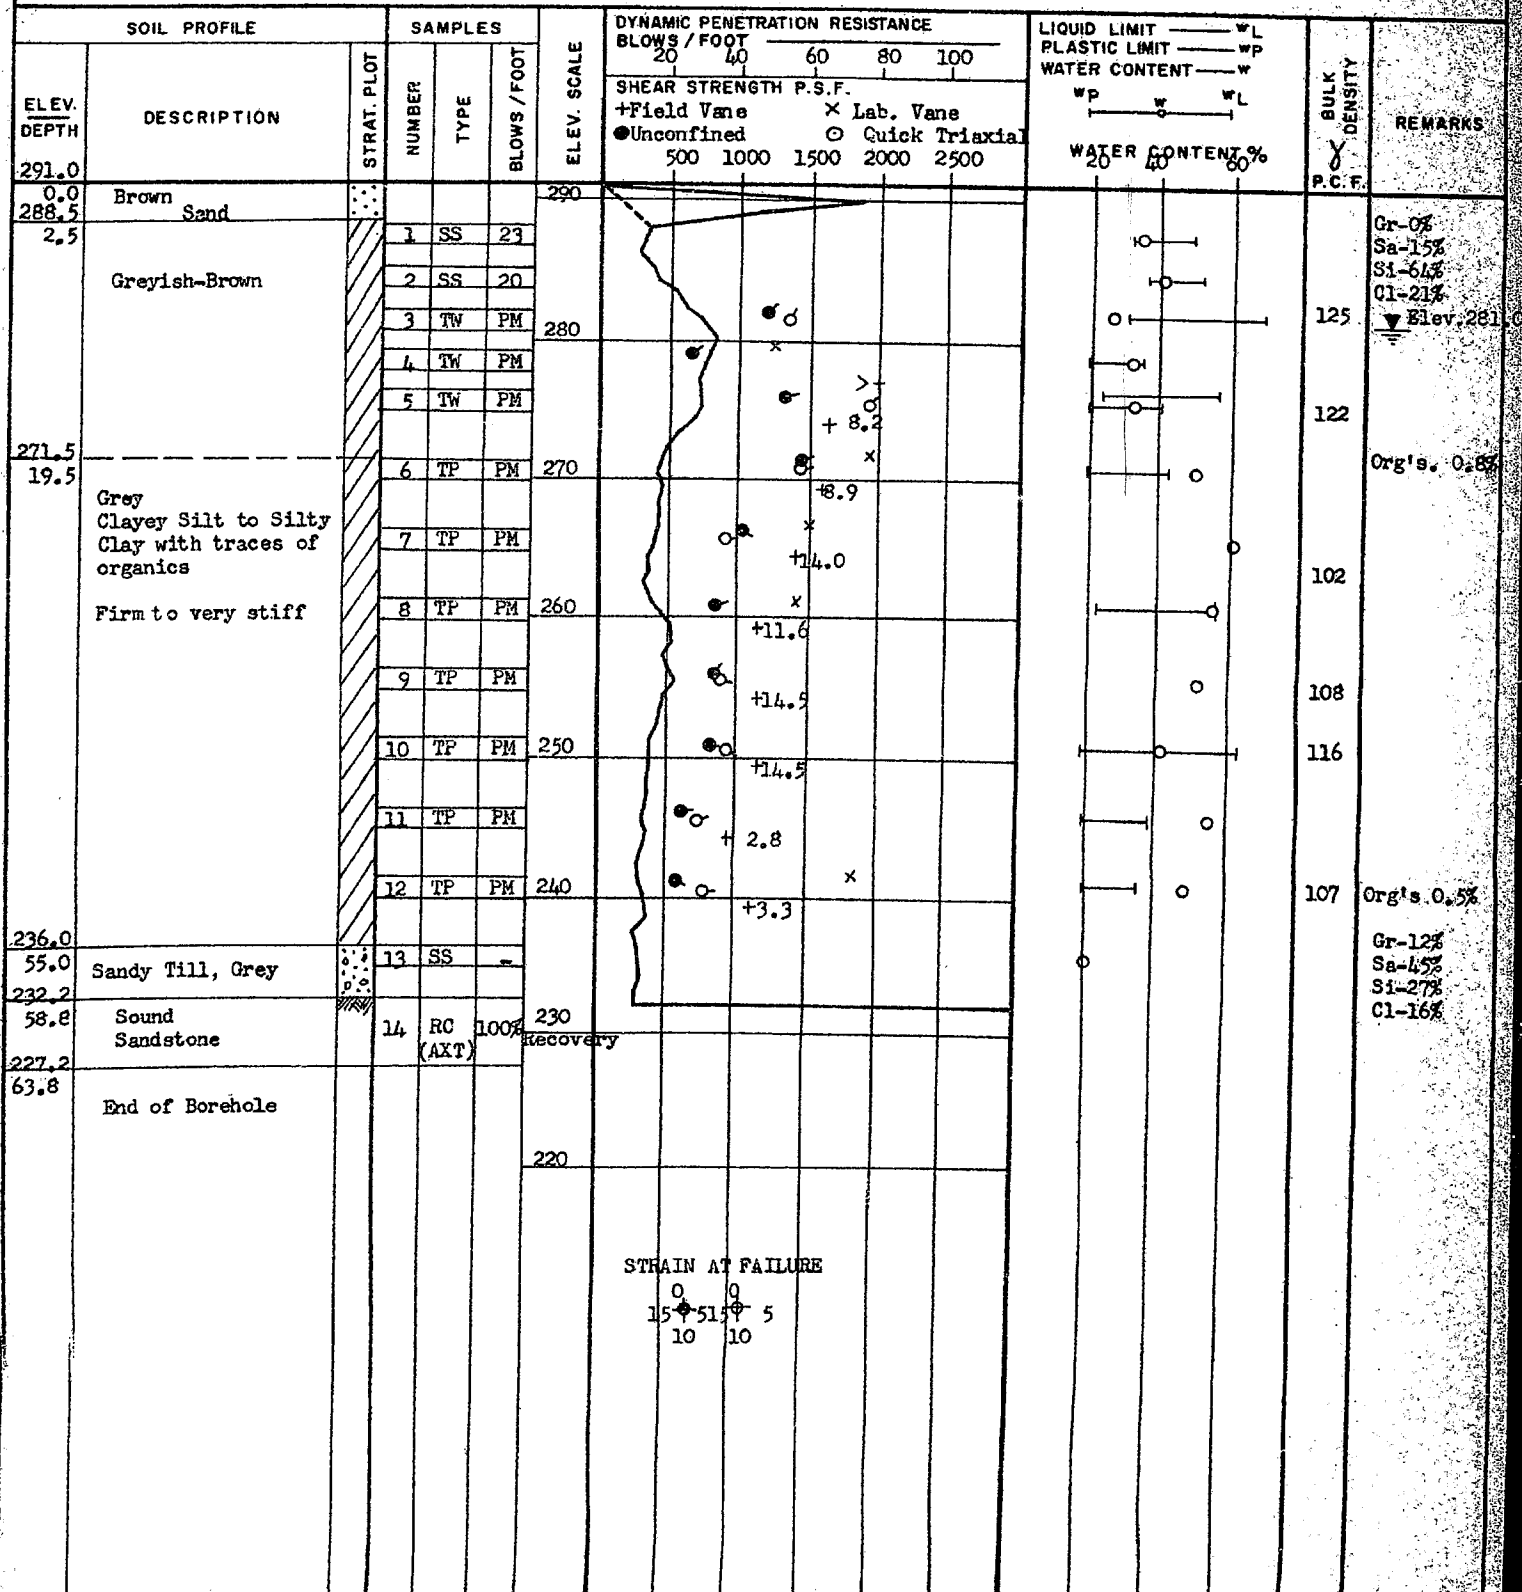 SOIL PROFILE
SAMPLES
ELEV. SCALE
DYNAMIC PENETRATION RESISTANCE
BLOWS / FOOT
20 40 60 80 100
SHEAR STRENGTH P.S.F.
+Field Vane × Lab. Vane
Unconfined Quick Triaxial
500 1000 1500 2000 2500
LIQUID LIMIT wL
PLASTIC LIMIT wP
WATER CONTENT w
wP w wL
WATER CONTENT %
20 40 60
BULK DENSITY
γ
P.C.F.
REMARKS
ELEV.
DEPTH
DESCRIPTION
STRAT. PLOT
NUMBER
TYPE
BLOWS / FOOT
291.0
0.0
Brown
Sand
290
288.5
2.5
1 SS 23
Gr-0%
Sa-15%
Si-64%
Cl-21%
Greyish-Brown
2 SS 20
3 TW PM
125
Elev.281.0
280
4 TW PM
5 TW PM
122
+ 8.2
271.5
19.5
6 TP PM
270
Org's. 0.8%
+8.9
Grey
Clayey Silt to Silty
Clay with traces of
organics
7 TP PM
+14.0
102
Firm to very stiff
8 TP PM
260
+11.6
9 TP PM
+14.5
108
10 TP PM
250
116
+14.5
11 TP PM
+ 2.8
12 TP PM
240
107
Org's 0.5%
+3.3
236.0
55.0
Sandy Till, Grey
13 SS -
Gr-12%
Sa-45%
Si-27%
Cl-16%
232.2
58.8
Sound
Sandstone
14 RC 100%
(AXT)
Recovery
230
227.2
63.8
End of Borehole
220
STRAIN AT FAILURE
0 0
15 5 15 5
10 10